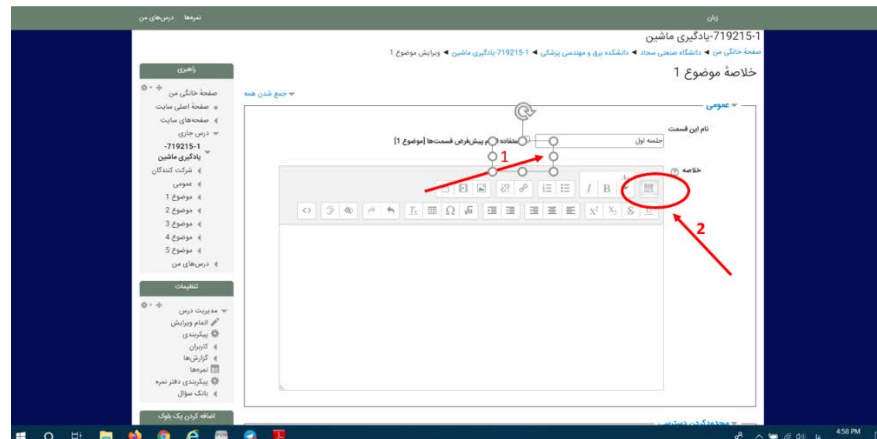 زبان
نمره‌ها درس‌های من
719215-1-یادگیری ماشین
صفحهٔ خانگی من ◄ دانشگاه صنعتی سجاد ◄ دانشکده برق و مهندسی پزشکی ◄ 719215-1-یادگیری ماشین ◄ ویرایش موضوع 1
خلاصهٔ موضوع 1
جمع شدن همه
عمومی
نام این قسمت
جلسه اول
پیش‌فرض قسمت‌ها [موضوع 1]
1
خلاصه
2
محدودکردن دسترسی
راهبری
صفحهٔ خانگی من
صفحهٔ اصلی سایت
صفحه‌های سایت
درس جاری
719215-1-
یادگیری ماشین
شرکت کنندگان
عمومی
موضوع 1
موضوع 2
موضوع 3
موضوع 4
موضوع 5
درس‌های من
تنظیمات
مدیریت درس
اتمام ویرایش
پیکربندی
کاربران
گزارش‌ها
نمره‌ها
پیکربندی دفتر نمره
بانک سؤال
اضافه کردن یک بلوک
4:58 PM